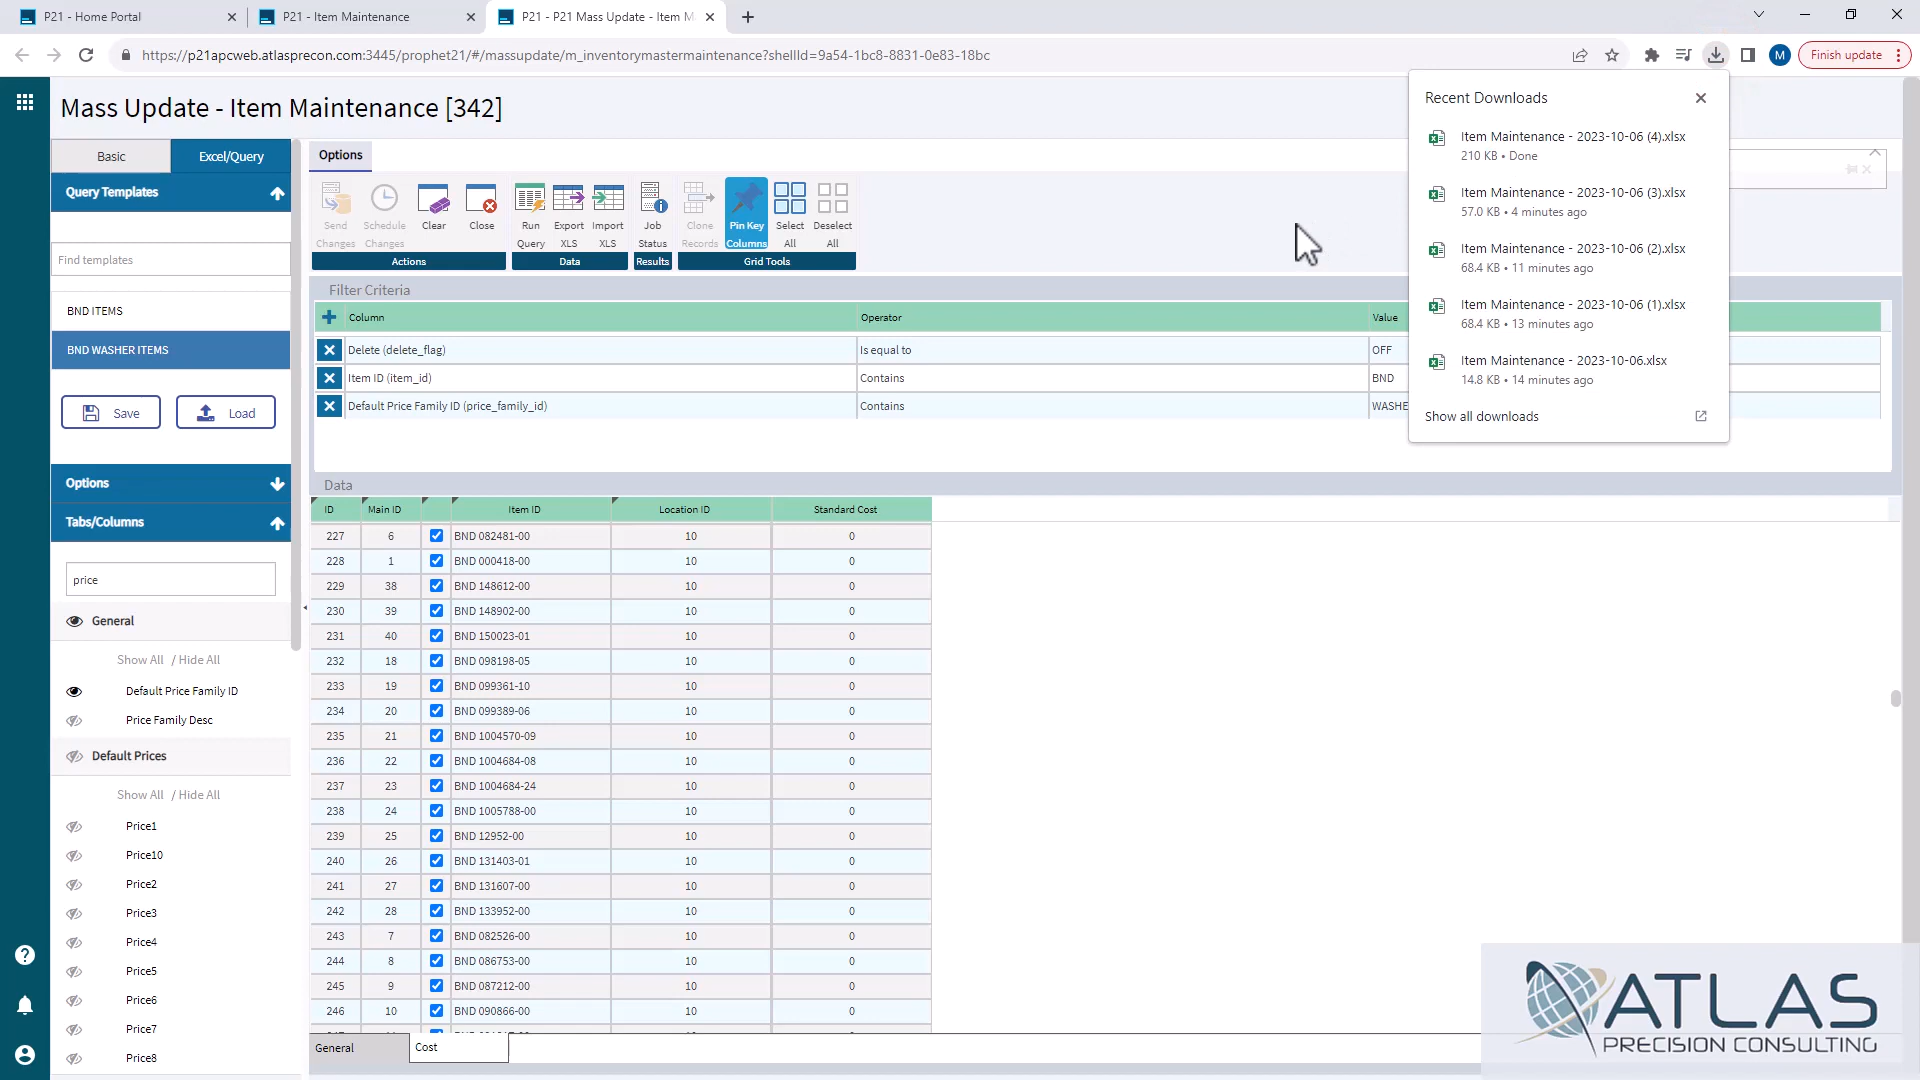 P21 - Home Portal
P21 - Item Maintenance
P21 - P21 Mass Update - Item M
https://p21apcweb.atlasprecon.com:3445/prophet21/#/massupdate/m_inventorymastermaintenance?shellId=9a54-1bc8-8831-0e83-18bc
M
Finish update
Mass Update - Item Maintenance [342]
Recent Downloads
Item Maintenance - 2023-10-06 (4).xlsx
210 KB • Done
Item Maintenance - 2023-10-06 (3).xlsx
57.0 KB • 4 minutes ago
Item Maintenance - 2023-10-06 (2).xlsx
68.4 KB • 11 minutes ago
Item Maintenance - 2023-10-06 (1).xlsx
68.4 KB • 13 minutes ago
Item Maintenance - 2023-10-06.xlsx
14.8 KB • 14 minutes ago
Show all downloads
Basic
Excel/Query
Query Templates
Find templates
BND ITEMS
BND WASHER ITEMS
Save
Load
Options
Tabs/Columns
price
General
Show All / Hide All
Default Price Family ID
Price Family Desc
Default Prices
Show All / Hide All
Price1
Price10
Price2
Price3
Price4
Price5
Price6
Price7
Price8
Options
Send Changes
Schedule Changes
Clear
Close
Run Query
Export XLS
Import XLS
Job Status
Clone Records
Pin Key Columns
Select All
Deselect All
Actions
Data
Results
Grid Tools
Filter Criteria
Column Operator Value
Delete (delete_flag) Is equal to OFF
Item ID (item_id) Contains BND
Default Price Family ID (price_family_id) Contains WASHE
Data
ID Main ID Item ID Location ID Standard Cost
227 6 BND 082481-00 10 0
228 1 BND 000418-00 10 0
229 38 BND 148612-00 10 0
230 39 BND 148902-00 10 0
231 40 BND 150023-01 10 0
232 18 BND 098198-05 10 0
233 19 BND 099361-10 10 0
234 20 BND 099389-06 10 0
235 21 BND 1004570-09 10 0
236 22 BND 1004684-08 10 0
237 23 BND 1004684-24 10 0
238 24 BND 1005788-00 10 0
239 25 BND 12952-00 10 0
240 26 BND 131403-01 10 0
241 27 BND 131607-00 10 0
242 28 BND 133952-00 10 0
243 7 BND 082526-00 10 0
244 8 BND 086753-00 10 0
245 9 BND 087212-00 10 0
246 10 BND 090866-00 10 0
General
Cost
ATLAS
PRECISION CONSULTING